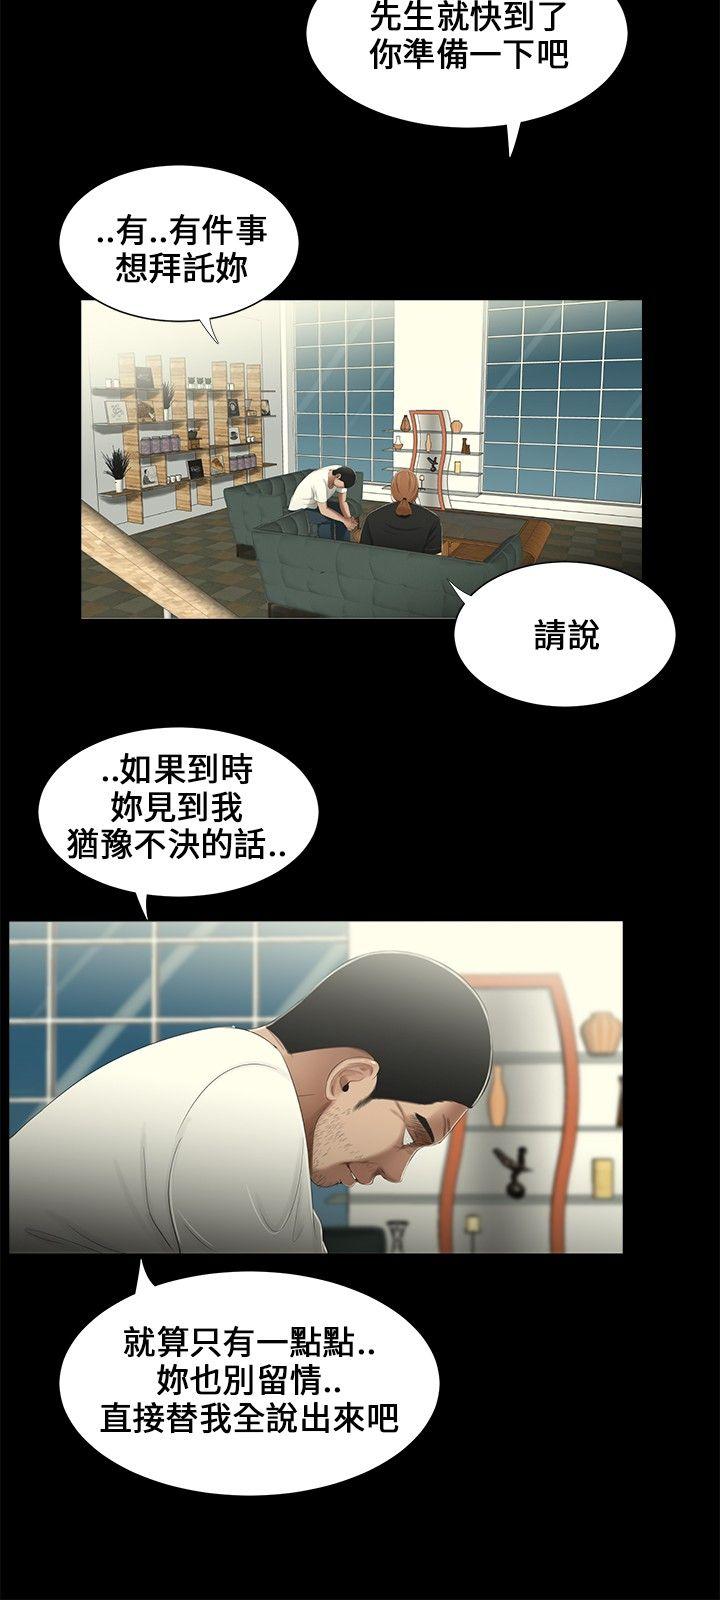 先生就快到了
你準備一下吧
..有..有件事
想拜託妳
請說
..如果到時
妳見到我
猶豫不決的話..
就算只有一點點..
妳也別留情..
直接替我全說出來吧